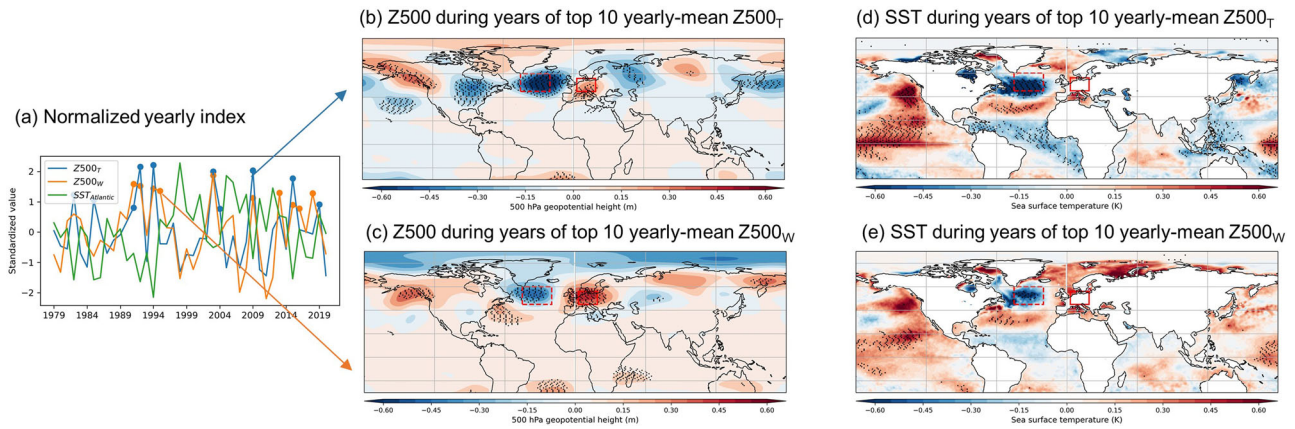 (a) Normalized yearly index
Standardized value
2
1
0
−1
−2
Z500T
Z500W
SSTAtlantic
1979 1984 1989 1994 1999 2004 2009 2014 2019
(b) Z500 during years of top 10 yearly-mean Z500T
−0.60 −0.45 −0.30 −0.15 0.00 0.15 0.30 0.45 0.60
500 hPa geopotential height (m)
(c) Z500 during years of top 10 yearly-mean Z500W
−0.60 −0.45 −0.30 −0.15 0.00 0.15 0.30 0.45 0.60
500 hPa geopotential height (m)
(d) SST during years of top 10 yearly-mean Z500T
−0.60 −0.45 −0.30 −0.15 0.00 0.15 0.30 0.45 0.60
Sea surface temperature (K)
(e) SST during years of top 10 yearly-mean Z500W
−0.60 −0.45 −0.30 −0.15 0.00 0.15 0.30 0.45 0.60
Sea surface temperature (K)